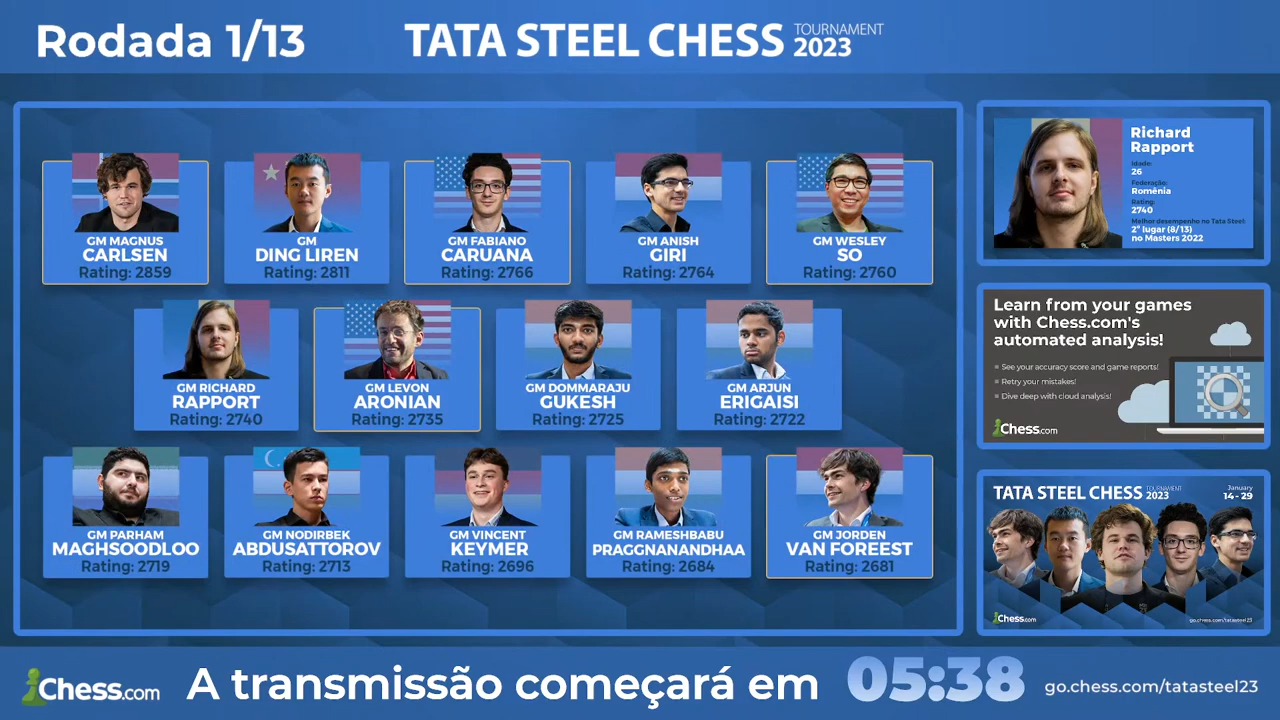 Rodada 1/13
TATA STEEL CHESS TOURNAMENT 2023
GM MAGNUS
CARLSEN
Rating: 2859
GM
DING LIREN
Rating: 2811
GM FABIANO
CARUANA
Rating: 2766
GM ANISH
GIRI
Rating: 2764
GM WESLEY
SO
Rating: 2760
GM RICHARD
RAPPORT
Rating: 2740
GM LEVON
ARONIAN
Rating: 2735
GM DOMMARAJU
GUKESH
Rating: 2725
GM ARJUN
ERIGAISI
Rating: 2722
GM PARHAM
MAGHSOODLOO
Rating: 2719
GM NODIRBEK
ABDUSATTOROV
Rating: 2713
GM VINCENT
KEYMER
Rating: 2696
GM RAMESHBABU
PRAGGNANANDHAA
Rating: 2684
GM JORDEN
VAN FOREEST
Rating: 2681
Richard
Rapport
Idade:
26
Federação:
Romênia
Rating:
2740
Melhor desempenho no Tata Steel:
2º lugar (8/13)
no Masters 2022
Learn from your games
with Chess.com's
automated analysis!
See your accuracy score and game reports!
Retry your mistakes!
Dive deep with cloud analysis!
Chess.com
TATA STEEL CHESS TOURNAMENT 2023
January
14 - 29
Chess.com
go.chess.com/tatasteel23
Chess.com
A transmissão começará em
05:38
go.chess.com/tatasteel23